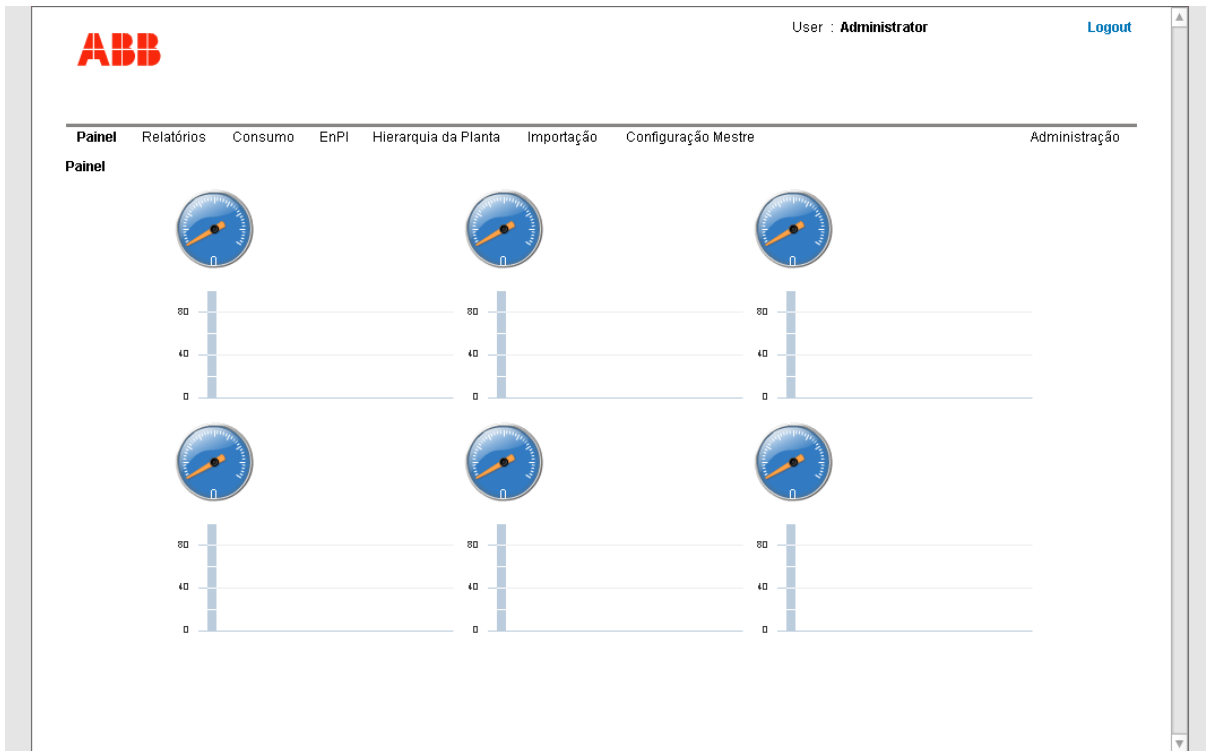 User : Administrator Logout
ABB
Painel Relatórios Consumo EnPI Hierarquia da Planta Importação Configuração Mestre Administração
Painel
0 0 0
80 80 80
40 40 40
0 0 0
0 0 0
80 80 80
40 40 40
0 0 0